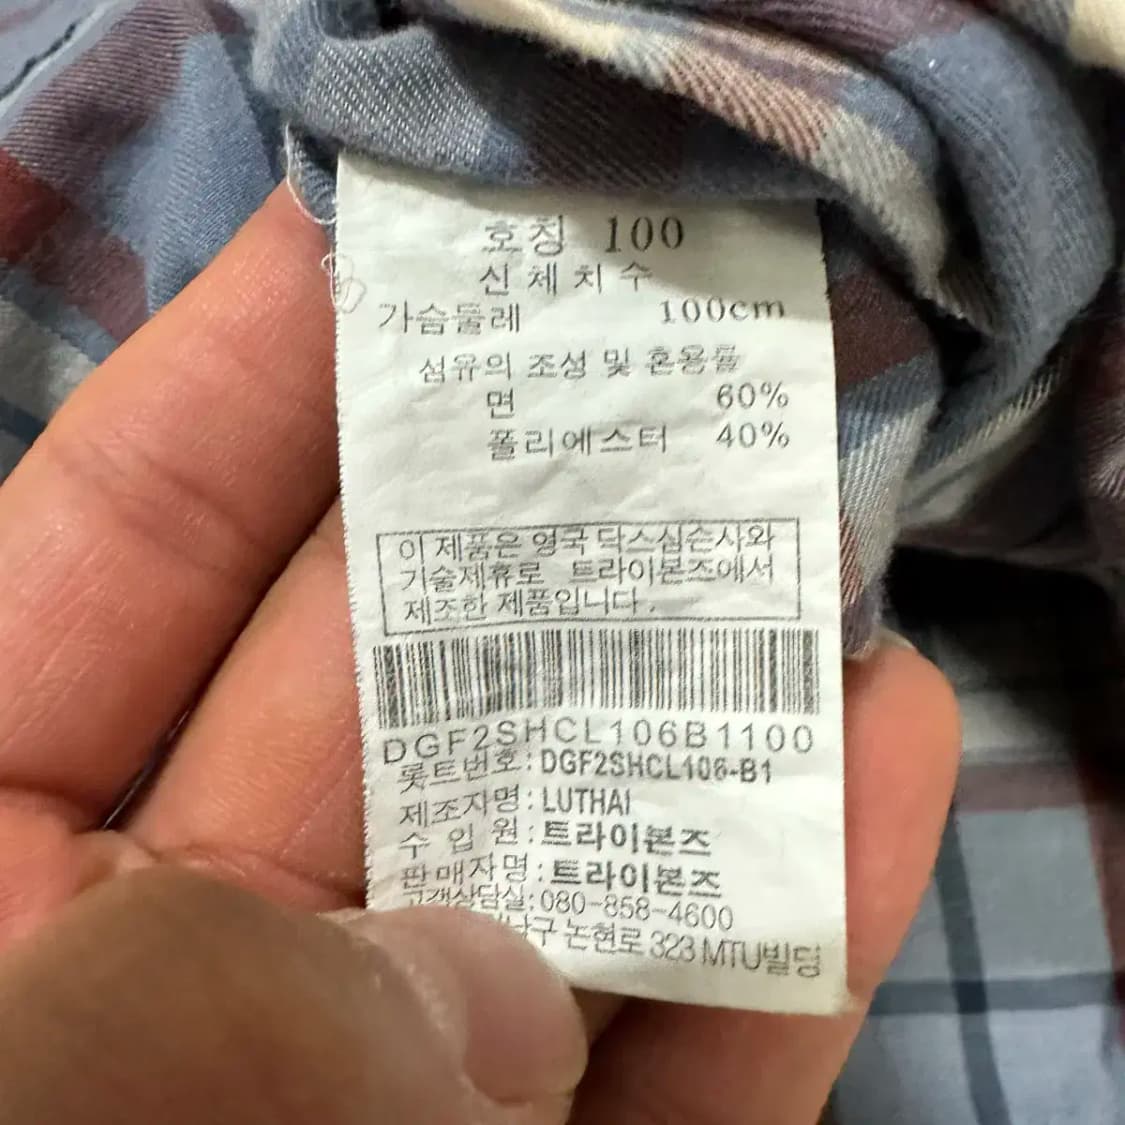 호칭 100
신체치수
가슴둘레 100cm
섬유의 조성 및 혼용률
면 60%
폴리에스터 40%
이 제품은 영국 닥스심슨사와
기술제휴로 트라이본즈에서
제조한 제품입니다.
DGF2SHCL106B1100
롯트번호: DGF2SHCL106-B1
제조자명: LUTHAI
수 입 원: 트라이본즈
판매자명: 트라이본즈
고객상담실: 080-858-4600
논현로 323 MTU빌딩